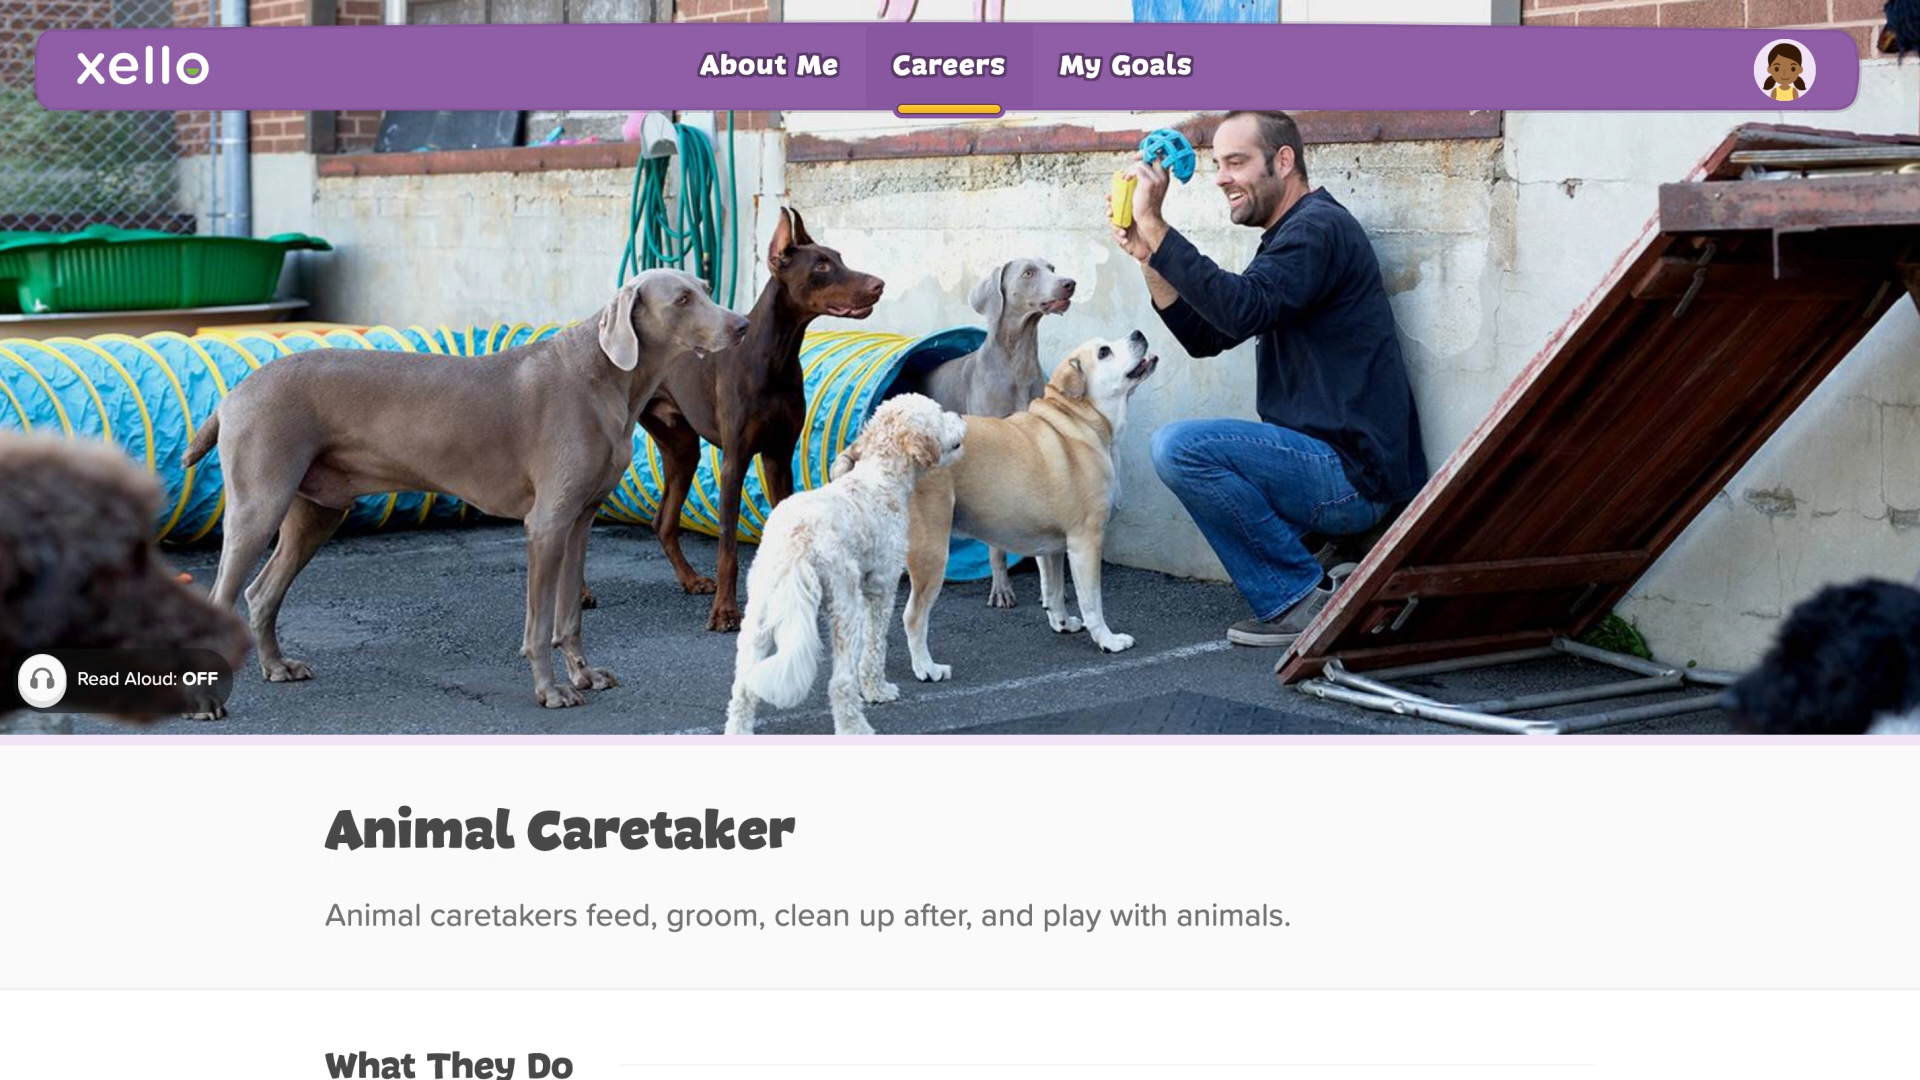 xello
About Me
Careers
My Goals
Read Aloud: OFF
Animal Caretaker
Animal caretakers feed, groom, clean up after, and play with animals.
What They Do